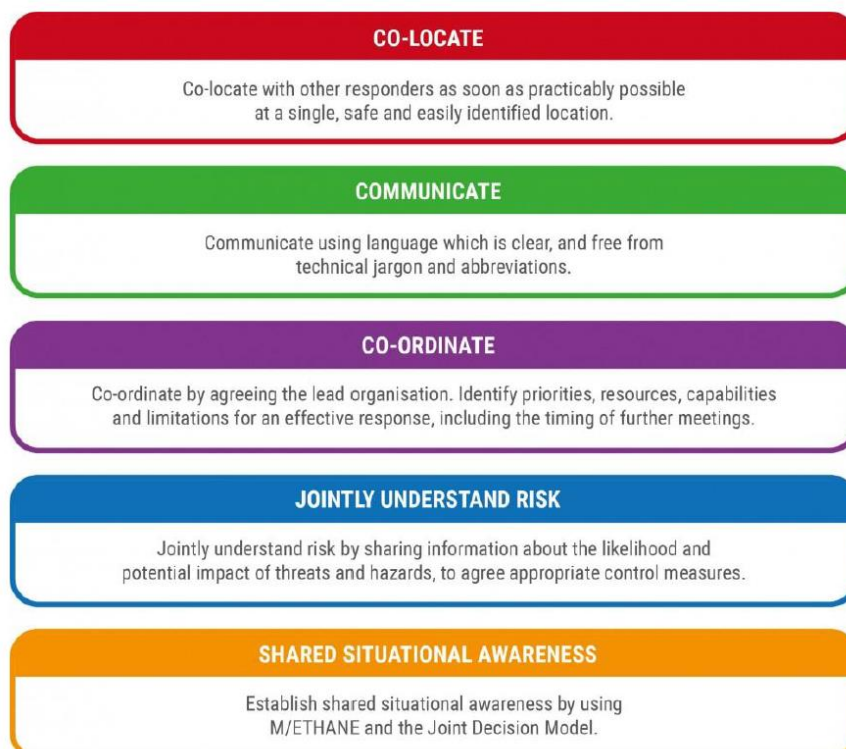 CO-LOCATE
Co-locate with other responders as soon as practicably possible
at a single, safe and easily identified location.
COMMUNICATE
Communicate using language which is clear, and free from
technical jargon and abbreviations.
CO-ORDINATE
Co-ordinate by agreeing the lead organisation. Identify priorities, resources, capabilities
and limitations for an effective response, including the timing of further meetings.
JOINTLY UNDERSTAND RISK
Jointly understand risk by sharing information about the likelihood and
potential impact of threats and hazards, to agree appropriate control measures.
SHARED SITUATIONAL AWARENESS
Establish shared situational awareness by using
M/ETHANE and the Joint Decision Model.